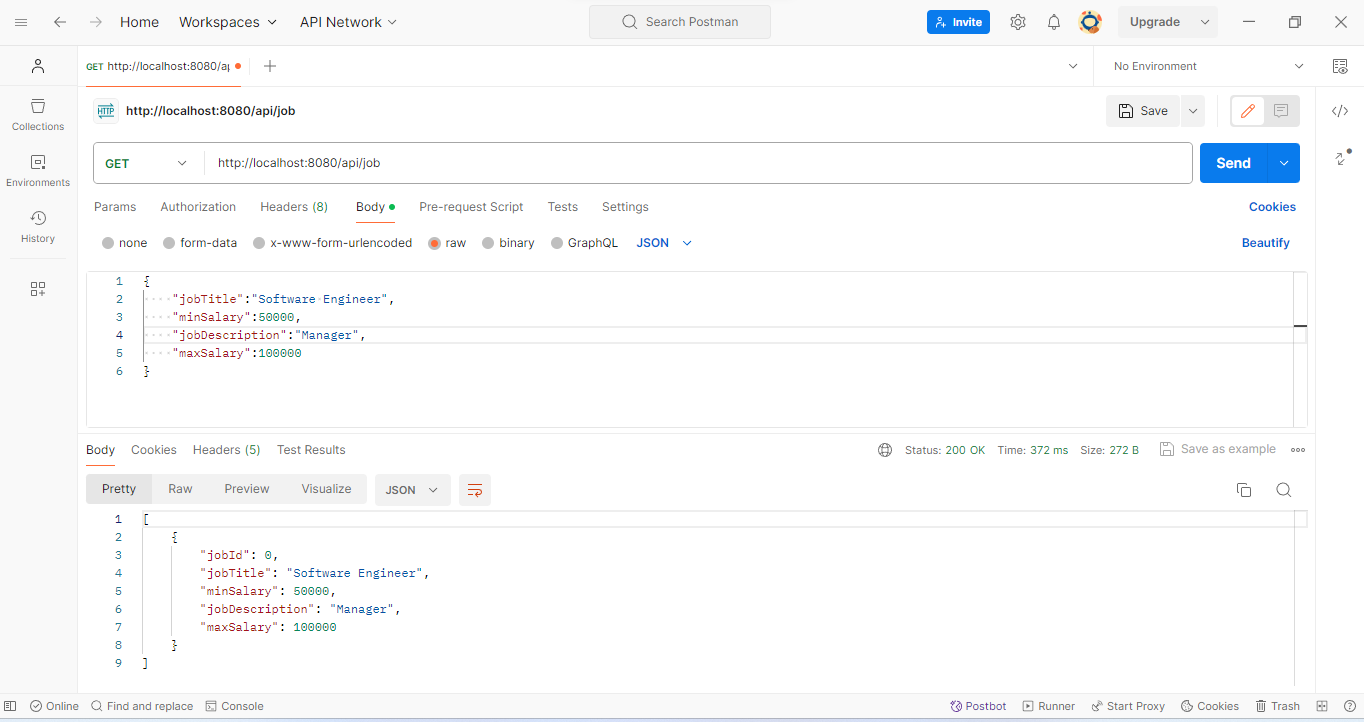 Home Workspaces API Network Search Postman Invite Upgrade
GET http://localhost:8080/a No Environment
HTTP http://localhost:8080/api/job Save
Collections
GET http://localhost:8080/api/job Send
Environments
Params Authorization Headers (8) Body Pre-request Script Tests Settings Cookies
History
none form-data x-www-form-urlencoded raw binary GraphQL JSON Beautify
1 {
2 "jobTitle":"Software Engineer",
3 "minSalary":50000,
4 "jobDescription":"Manager",
5 "maxSalary":100000
6 }
Body Cookies Headers (5) Test Results Status: 200 OK Time: 372 ms Size: 272 B Save as example
Pretty Raw Preview Visualize JSON
1 [
2 {
3 "jobId": 0,
4 "jobTitle": "Software Engineer",
5 "minSalary": 50000,
6 "jobDescription": "Manager",
7 "maxSalary": 100000
8 }
9 ]
Online Find and replace Console Postbot Runner Start Proxy Cookies Trash